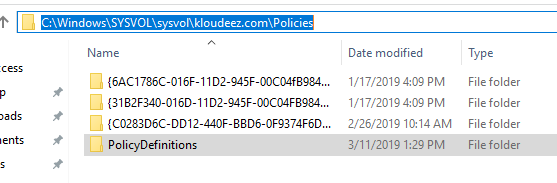 C:\Windows\SYSVOL\sysvol\kloudeez.com\Policies
Name Date modified Type
ccess
{6AC1786C-016F-11D2-945F-00C04fB984... 1/17/2019 4:09 PM File folder
p
{31B2F340-016D-11D2-945F-00C04FB984... 1/17/2019 4:09 PM File folder
oads
{C0283D6C-DD12-440F-BBD6-0F9374F6D... 2/26/2019 10:14 AM File folder
ments
PolicyDefinitions 3/11/2019 1:29 PM File folder
s